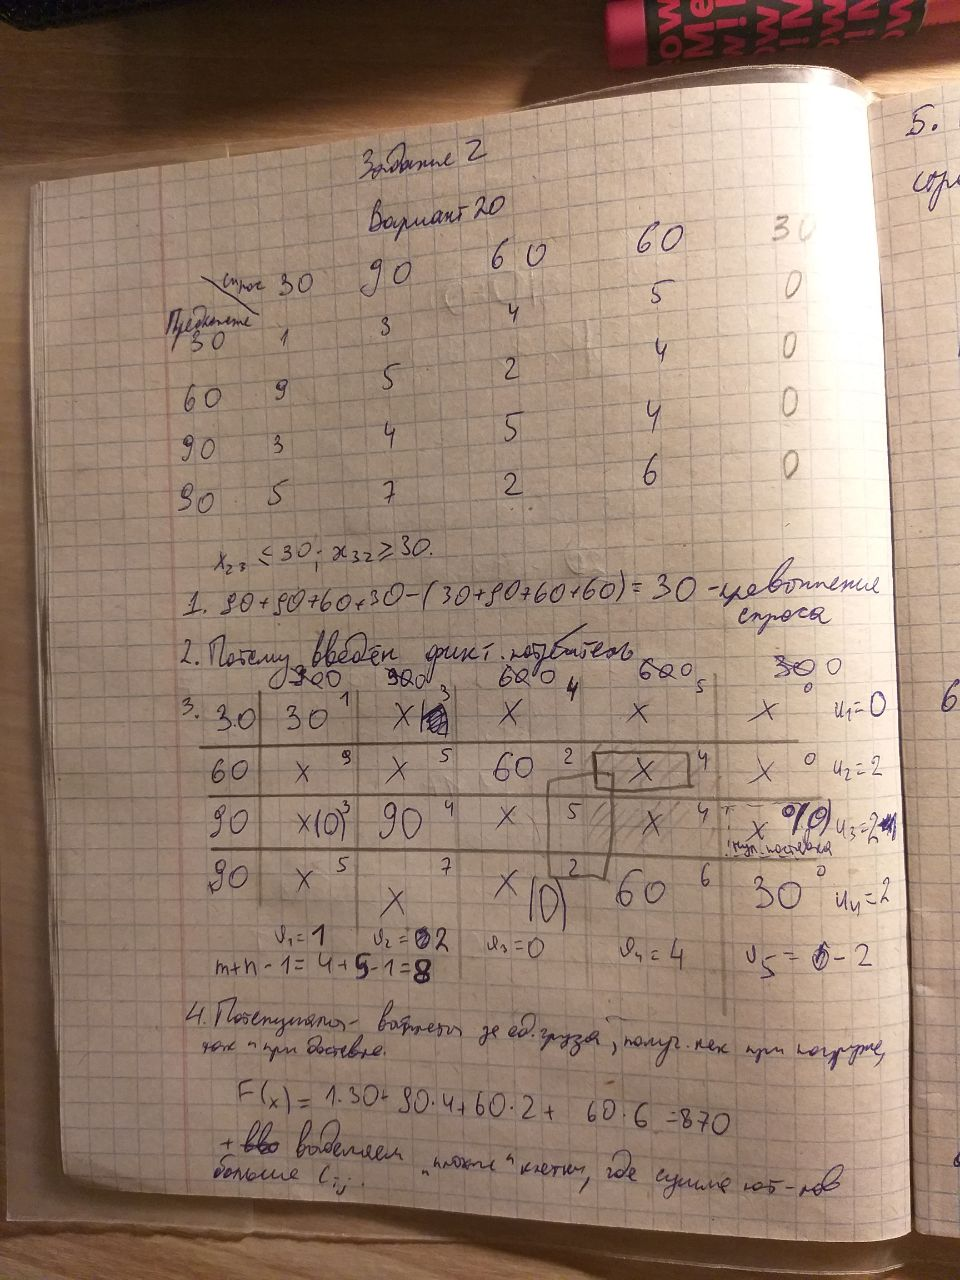 Задание 2
Вариант 20
спрос 30 90 60 60 30
Предложение
30 1 3 4 5 0
60 9 5 2 4 0
90 3 4 5 4 0
90 5 7 2 6 0
x₂₃ ≤ 30; x₃₂ ≥ 30.
1. 90+90+60+30-(30+90+60+60)=30 -превышение
спроса
2. Потому введён фикт. потребитель
3. 30 30 1 x 3 x 4 x 5 x 0 u₁=0
60 x 9 x 5 60 2 x 4 x 0 u₂=2
90 x(0) 3 90 4 x 5 x 4 x 0 (0) u₃=2
нул. поставка
90 x 5 x 7 x (0) 2 60 6 30 0 u₄=2
v₁=1 v₂=2 v₃=0 v₄=4 v₅=-2
m+n-1=4+5-1=8
4. Потенциалы - за ед. груза, при погрузке,
так и при доставке.
F(x)=1·30+90·4+60·2+ 60·6=870
+ выделяем "плохие" клетки, где сумма пот-лов
больше Cᵢⱼ.
5.
6